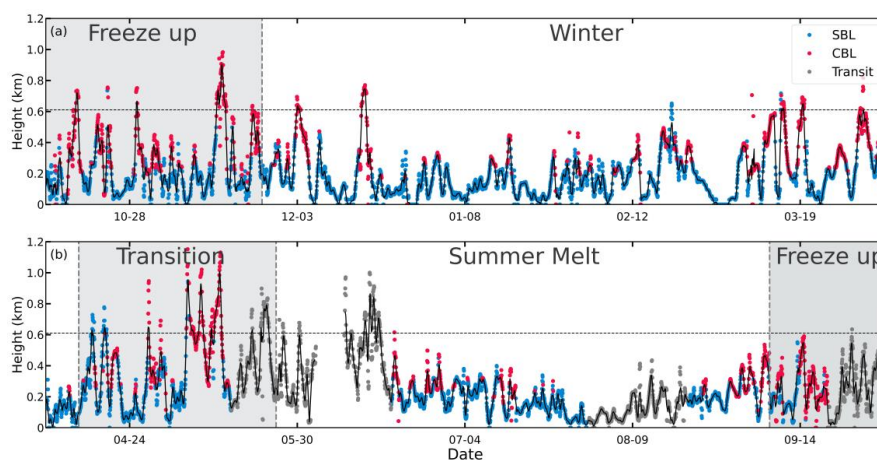 1.2
(a)
Freeze up
Winter
SBL
CBL
Transit
1.0
0.8
0.6
0.4
0.2
0
Height (km)
10-28
12-03
01-08
02-12
03-19
1.2
(b)
Transition
Summer Melt
Freeze up
1.0
0.8
0.6
0.4
0.2
0
Height (km)
04-24
05-30
07-04
08-09
09-14
Date